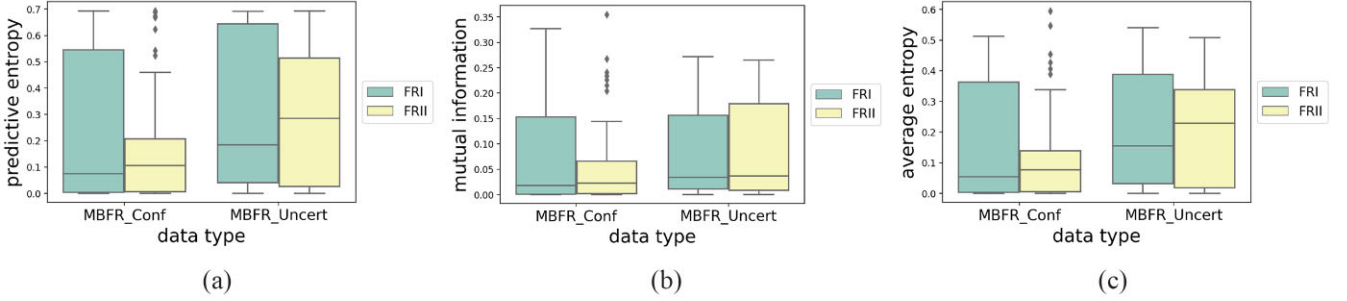 predictive entropy
0.7
0.6
0.5
0.4
0.3
0.2
0.1
0.0
MBFR_Conf MBFR_Uncert
data type
FRI
FRII
(a)
mutual information
0.35
0.30
0.25
0.20
0.15
0.10
0.05
0.00
MBFR_Conf MBFR_Uncert
data type
FRI
FRII
(b)
average entropy
0.6
0.5
0.4
0.3
0.2
0.1
0.0
MBFR_Conf MBFR_Uncert
data type
FRI
FRII
(c)